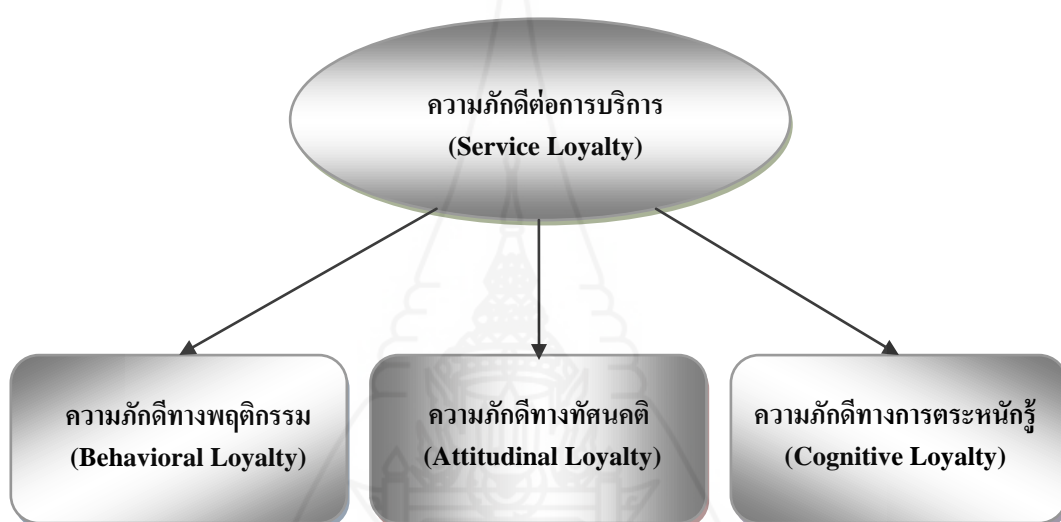 ความภักดีต่อการบริการ
(Service Loyalty)
ความภักดีทางพฤติกรรม
(Behavioral Loyalty)
ความภักดีทางทัศนคติ
(Attitudinal Loyalty)
ความภักดีทางการตระหนักรู้
(Cognitive Loyalty)